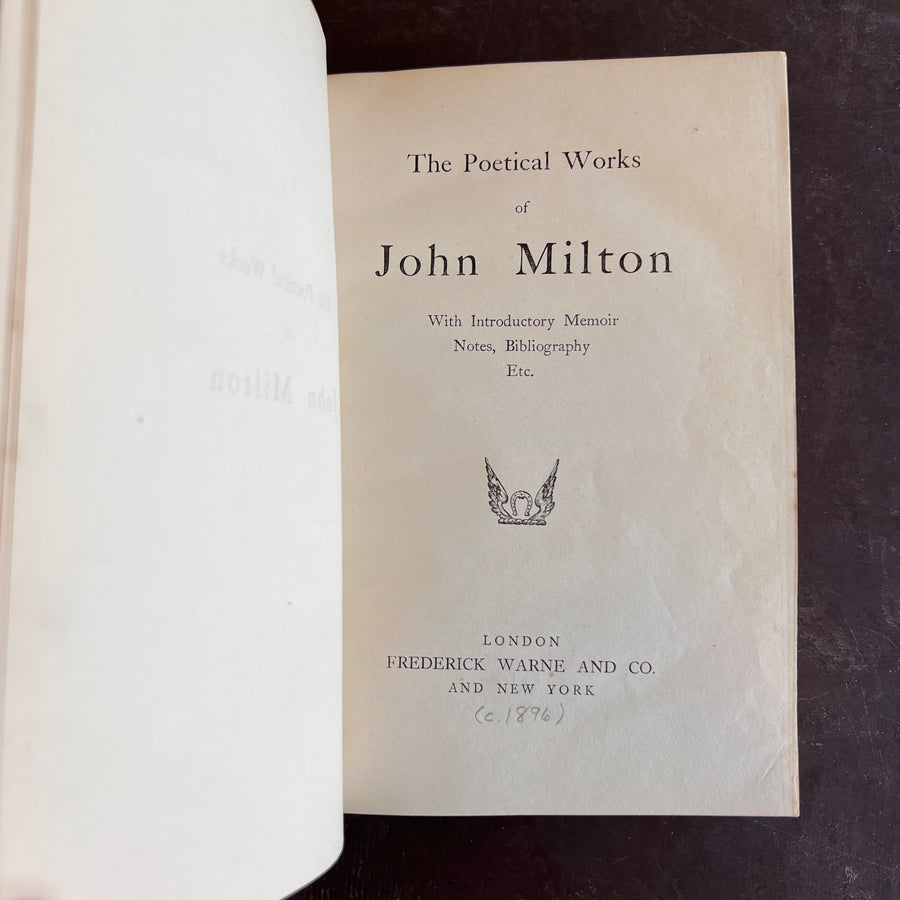 The Poetical Works
of
John Milton
With Introductory Memoir
Notes, Bibliography
Etc.
LONDON
FREDERICK WARNE AND CO.
AND NEW YORK
(c. 1896)